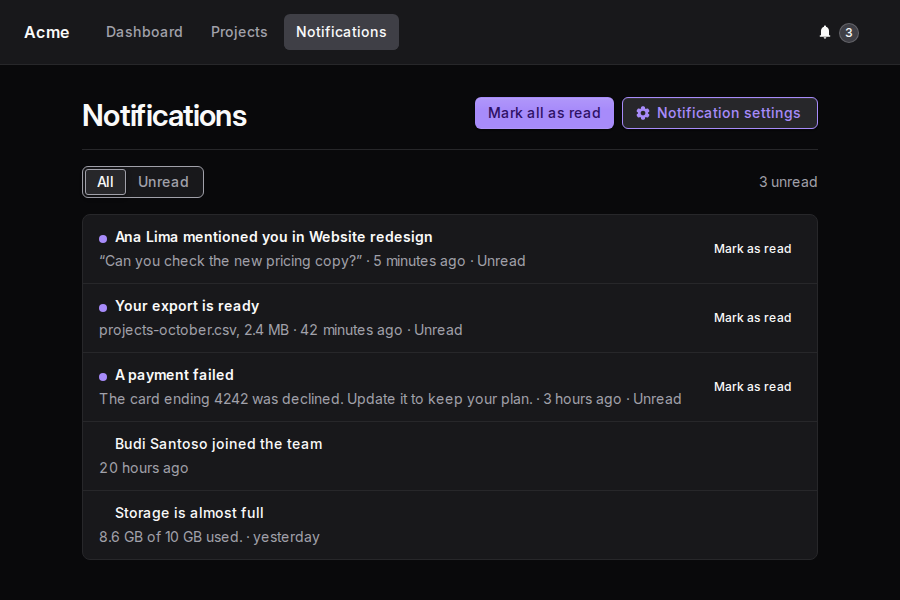 Acme Dashboard Projects Notifications 3
Notifications Mark all as read Notification settings
All Unread 3 unread
Ana Lima mentioned you in Website redesign
“Can you check the new pricing copy?” · 5 minutes ago · Unread
Mark as read
Your export is ready
projects-october.csv, 2.4 MB · 42 minutes ago · Unread
Mark as read
A payment failed
The card ending 4242 was declined. Update it to keep your plan. · 3 hours ago · Unread
Mark as read
Budi Santoso joined the team
20 hours ago
Storage is almost full
8.6 GB of 10 GB used. · yesterday